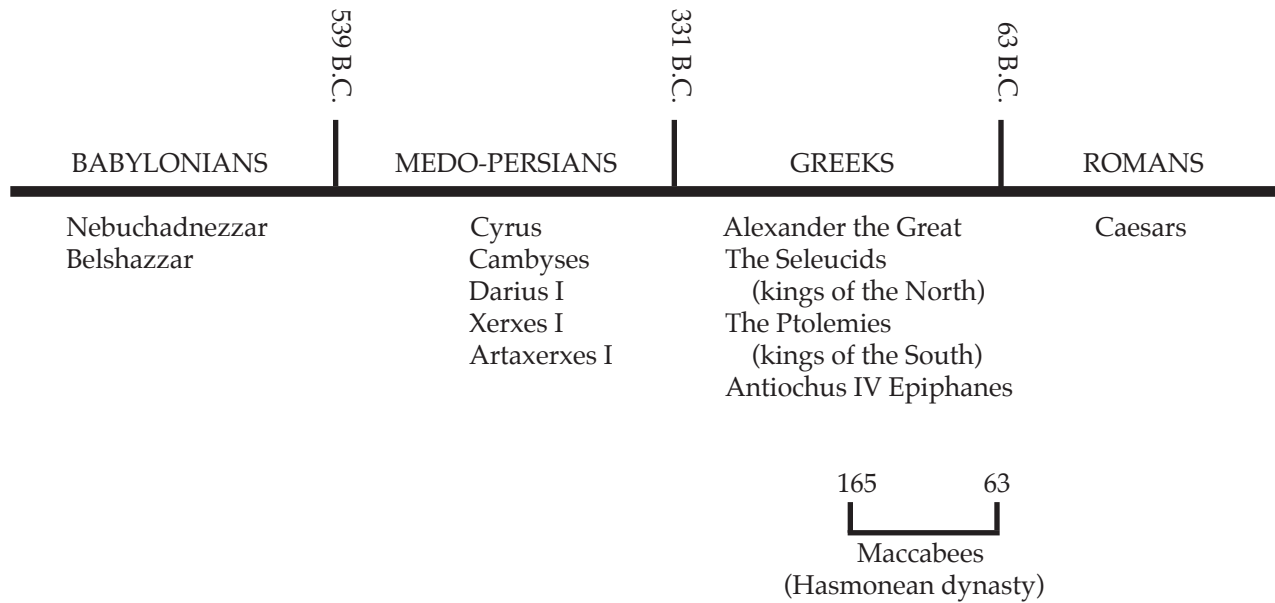 539 B.C.
331 B.C.
63 B.C.
BABYLONIANS
MEDO-PERSIANS
GREEKS
ROMANS
Nebuchadnezzar
Belshazzar
Cyrus
Cambyses
Darius I
Xerxes I
Artaxerxes I
Alexander the Great
The Seleucids
(kings of the North)
The Ptolemies
(kings of the South)
Antiochus IV Epiphanes
Caesars
165
63
Maccabees
(Hasmonean dynasty)